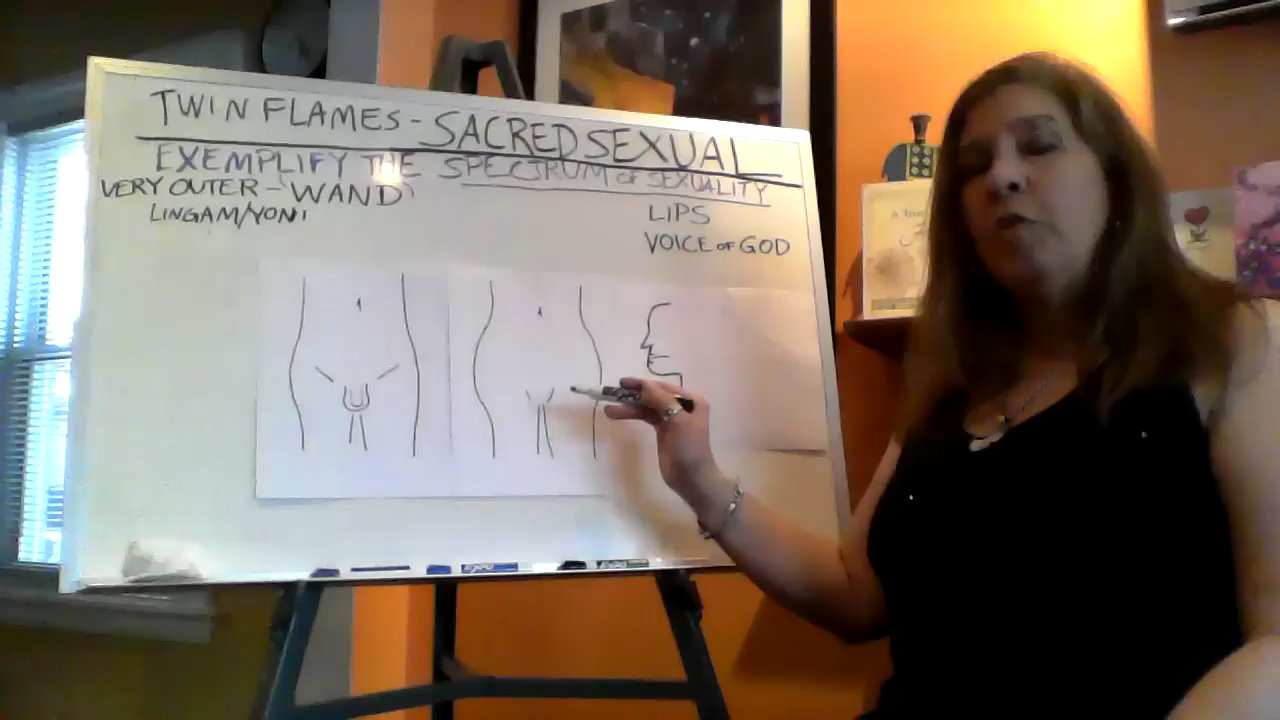 TWIN FLAMES - SACRED SEXUAL
EXEMPLIFY THE SPECTRUM OF SEXUALITY
VERY OUTER - "WAND"
LINGAM/YONI
LIPS
VOICE OF GOD